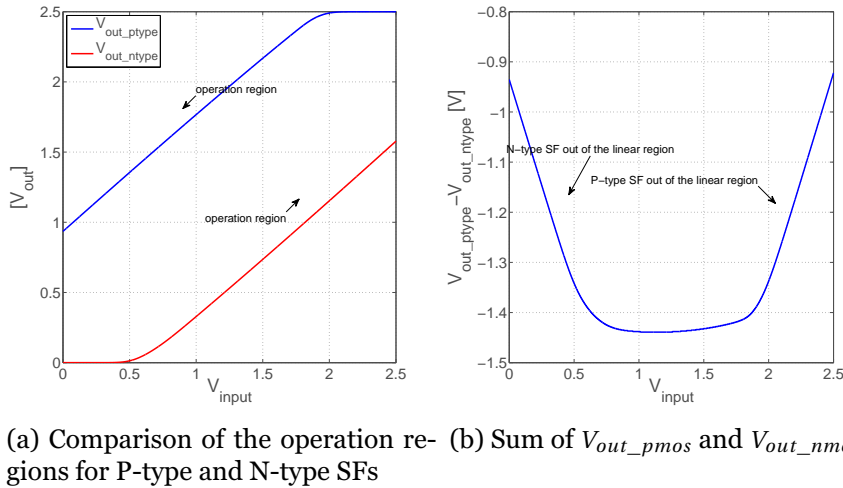 V_out_ptype
V_out_ntype
operation region
operation region
[V_out]
2.5
2
1.5
1
0.5
0
0
0.5
1
1.5
2
2.5
V_input
N−type SF out of the linear region
P−type SF out of the linear region
V_out_ptype−V_out_ntype [V]
−0.8
−0.9
−1
−1.1
−1.2
−1.3
−1.4
−1.5
0
0.5
1
1.5
2
2.5
V_input
(a) Comparison of the operation re-
gions for P-type and N-type SFs
(b) Sum of V_out_pmos and V_out_nm